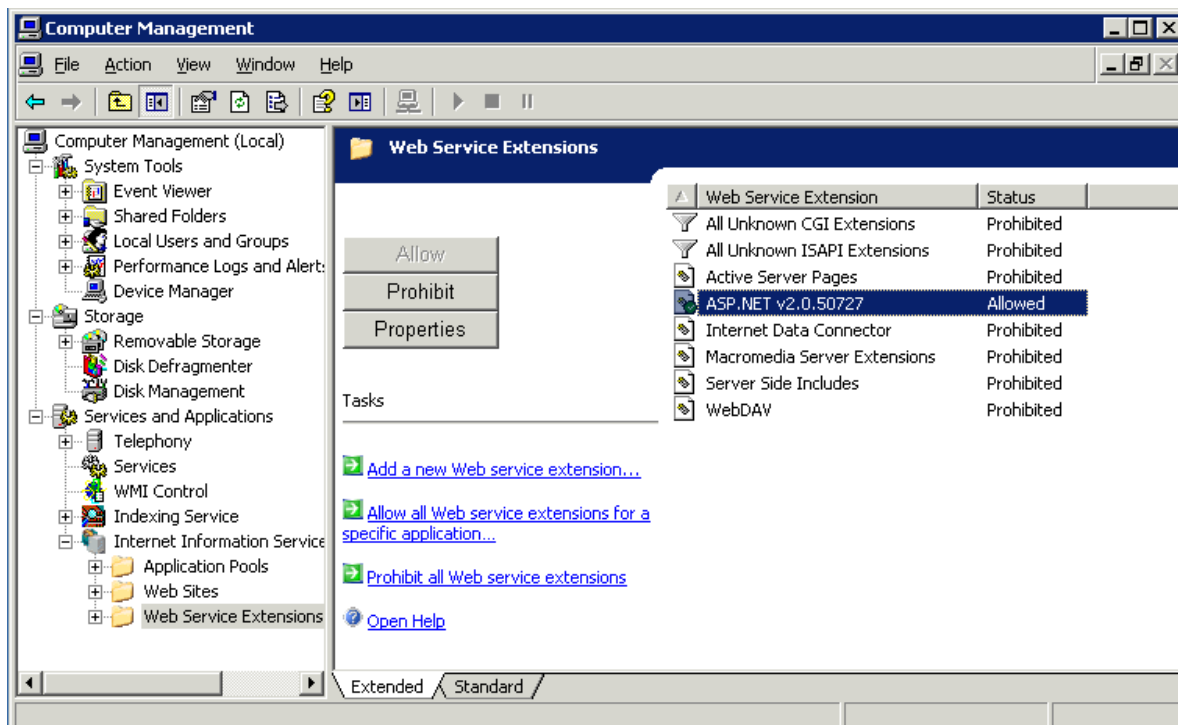 Computer Management
File Action View Window Help
Computer Management (Local)
System Tools
Event Viewer
Shared Folders
Local Users and Groups
Performance Logs and Alert
Device Manager
Storage
Removable Storage
Disk Defragmenter
Disk Management
Services and Applications
Telephony
Services
WMI Control
Indexing Service
Internet Information Service
Application Pools
Web Sites
Web Service Extensions
Web Service Extensions
Allow
Prohibit
Properties
Tasks
Add a new Web service extension...
Allow all Web service extensions for a
specific application...
Prohibit all Web service extensions
Open Help
Web Service Extension Status
All Unknown CGI Extensions Prohibited
All Unknown ISAPI Extensions Prohibited
Active Server Pages Prohibited
ASP.NET v2.0.50727 Allowed
Internet Data Connector Prohibited
Macromedia Server Extensions Prohibited
Server Side Includes Prohibited
WebDAV Prohibited
Extended Standard